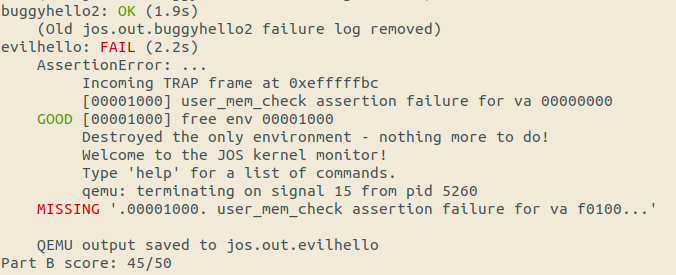 buggyhello2: OK (1.9s)
(Old jos.out.buggyhello2 failure log removed)
evilhello: FAIL (2.2s)
AssertionError: ...
Incoming TRAP frame at 0xefffffbc
[00001000] user_mem_check assertion failure for va 00000000
GOOD [00001000] free env 00001000
Destroyed the only environment - nothing more to do!
Welcome to the JOS kernel monitor!
Type 'help' for a list of commands.
qemu: terminating on signal 15 from pid 5260
MISSING '.00001000. user_mem_check assertion failure for va f0100...'
QEMU output saved to jos.out.evilhello
Part B score: 45/50